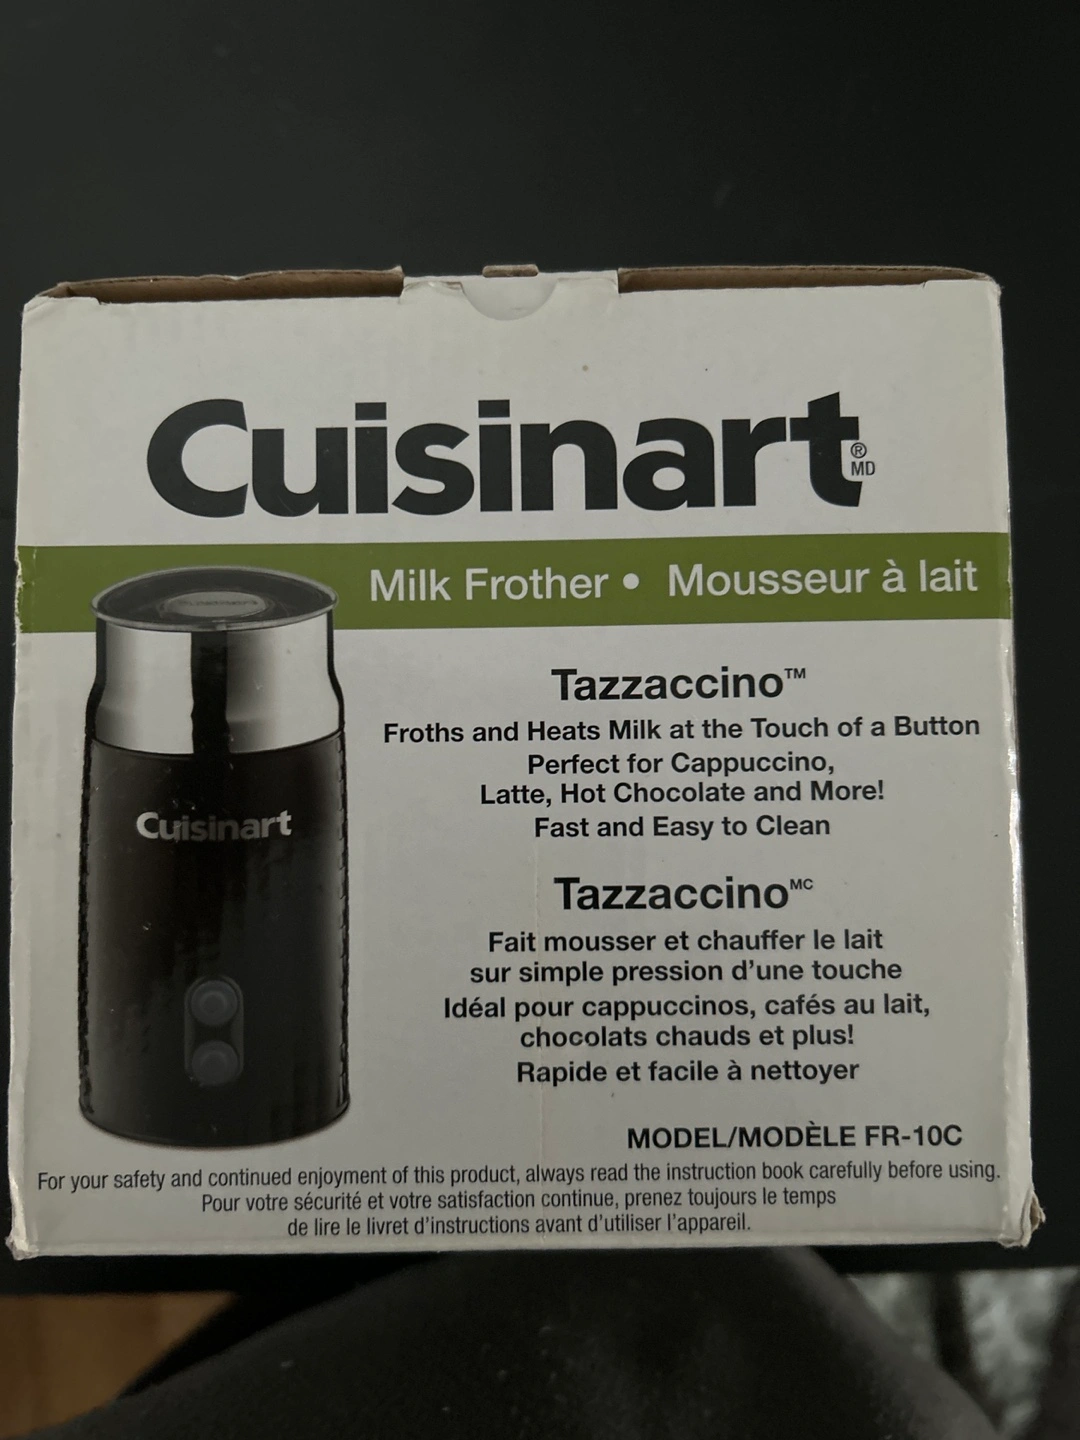 Cuisinart®
MD
Milk Frother • Mousseur à lait
Tazzaccino™
Froths and Heats Milk at the Touch of a Button
Perfect for Cappuccino,
Latte, Hot Chocolate and More!
Fast and Easy to Clean
Cuisinart
Tazzaccino MC
Fait mousser et chauffer le lait
sur simple pression d'une touche
Idéal pour cappuccinos, cafés au lait,
chocolats chauds et plus!
Rapide et facile à nettoyer
MODEL/MODÈLE FR-10C
For your safety and continued enjoyment of this product, always read the instruction book carefully before using.
Pour votre sécurité et votre satisfaction continue, prenez toujours le temps
de lire le livret d'instructions avant d'utiliser l'appareil.